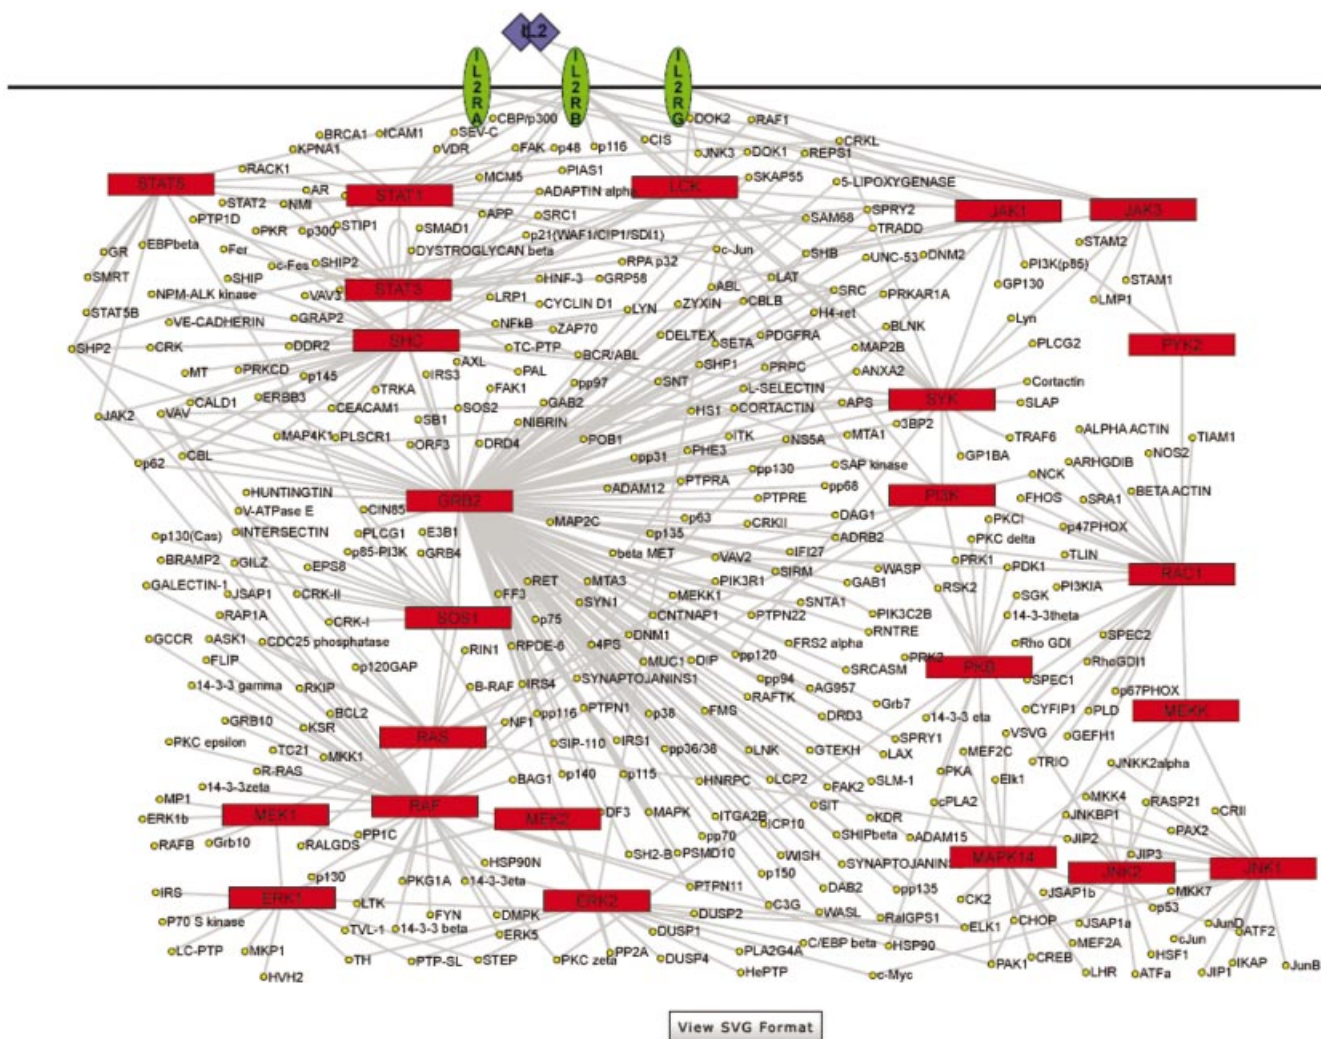 IL2
IL2RA
IL2RB
IL2RG
CBP/p300
DOK2
RAF1
BRCA1
ICAM1
SEV-C
CIS
CRKL
KPNA1
VDR
FAK
p48
p116
JNK3
DOK1
REPS1
RACK1
MCM5
PIAS1
SKAP55
5-LIPOXYGENASE
STAT1
LCK
AR
ADAPTIN alpha
JAK1
JAK3
STAT2
NMI
PTP1D
PKR
p300
STIP1
SMAD1
APP
SRC1
SAM68
SPRY2
TRADD
p21(WAF1/CIP1/SDI1)
GR
EBPbeta
Fer
c-Fes
SHIP2
DYSTROGLYCAN beta
RPA p32
c-Jun
SHB
UNC-53
DNM2
STAM2
SMRT
SHIP
HNF-3
GRP58
LAT
PI3K(p85)
GP130
STAM1
NPM-ALK kinase
VAV3
STAT3
LRP1
CYCLIN D1
LYN
ABL
ZYXIN
CBLB
SRC
PRKAR1A
LMP1
STAT5B
VE-CADHERIN
GRAP2
NFkB
ZAP70
H4-ret
BLNK
Lyn
SHP2
CRK
DDR2
SHC
TC-PTP
BCR/ABL
DELTEX
SETA
PDGFRA
MAP2B
PLCG2
PYK2
MT
PRKCD
p145
AXL
IRS3
PAL
SHP1
PRPC
ANXA2
TRKA
FAK1
pp97
SNT
L-SELECTIN
Cortactin
JAK2
VAV
CALD1
ERBB3
CEACAM1
SOS2
GAB2
HS1
CORTACTIN
APS
SYK
SLAP
SB1
NIBRIN
3BP2
MAP4K1
PLSCR1
ORF3
DRD4
POB1
ITK
NS5A
MTA1
TRAF6
ALPHA ACTIN
TIAM1
p62
CBL
pp31
PHE3
GP1BA
NOS2
pp130
SAP kinase
NCK
ARHGDIB
HUNTINGTIN
GRB2
ADAM12
PTPRA
pp68
PI3K
BETA ACTIN
V-ATPase E
CIN85
PTPRE
FHOS
SRA1
MAP2C
p63
CRKII
DAG1
PKCI
p47PHOX
p130(Cas)
INTERSECTIN
PLCG1
E3B1
p135
ADRB2
PKC delta
BRAMP2
GILZ
p85-PI3K
GRB4
beta MET
VAV2
IFI27
PRK1
TLIN
EPS8
SIRM
WASP
PDK1
RAC1
GALECTIN-1
JSAP1
CRK-II
RET
MTA3
PIK3R1
GAB1
RSK2
PI3KIA
FF3
SYN1
MEKK1
SNTA1
SGK
RAP1A
CRK-I
SOS1
p75
CNTNAP1
PTPN22
PIK3C2B
14-3-3theta
GCCR
ASK1
CDC25 phosphatase
RIN1
RPDE-6
4PS
DNM1
FRS2 alpha
RNTRE
Rho GDI
SPEC2
FLIP
p120GAP
MUC1
DIP
pp120
SRCASM
PRK2
RhoGDI1
14-3-3 gamma
RKIP
B-RAF
IRS4
SYNAPTOJANINS1
pp94
AG957
SPEC1
p67PHOX
RAFTK
Grb7
BCL2
pp116
PTPN1
p38
FMS
DRD3
14-3-3 eta
CYFIP1
PLD
MEKK
GRB10
KSR
NF1
SPRY1
VSVG
PKC epsilon
TC21
MKK1
RAS
SIP-110
IRS1
pp36/38
LNK
GTEKH
LAX
MEF2C
GEFH1
R-RAS
TRIO
JNKK2alpha
14-3-3zeta
BAG1
p140
p115
HNRPC
LCP2
FAK2
SLM-1
PKA
Elk1
MP1
RAF
cPLA2
MKK4
RASP21
ERK1b
MEK1
MEK2
DF3
MAPK
ITGA2B
SIT
KDR
JNKBP1
CRII
RAFB
Grb10
RALGDS
PP1C
pp70
ICP10
SHIPbeta
ADAM15
JIP2
PAX2
HSP90N
SH2-B
PSMD10
WISH
SYNAPTOJANINS
MAPK14
JIP3
JNK2
JNK1
p130
PKG1A
14-3-3eta
p150
PTPN11
DAB2
pp135
MKK7
IRS
ERK1
LTK
ERK2
C3G
CK2
JSAP1b
P70 S kinase
FYN
DMPK
DUSP2
WASL
RalGPS1
ELK1
CHOP
p53
TVL-1
14-3-3 beta
ERK5
DUSP1
JSAP1a
JunD
ATF2
LC-PTP
MKP1
PP2A
PLA2G4A
C/EBP beta
HSP90
MEF2A
cJun
TH
PTP-SL
STEP
PKC zeta
DUSP4
CREB
HSF1
IKAP
JunB
HVH2
HePTP
c-Myc
PAK1
LHR
ATFa
JIP1
View SVG Format